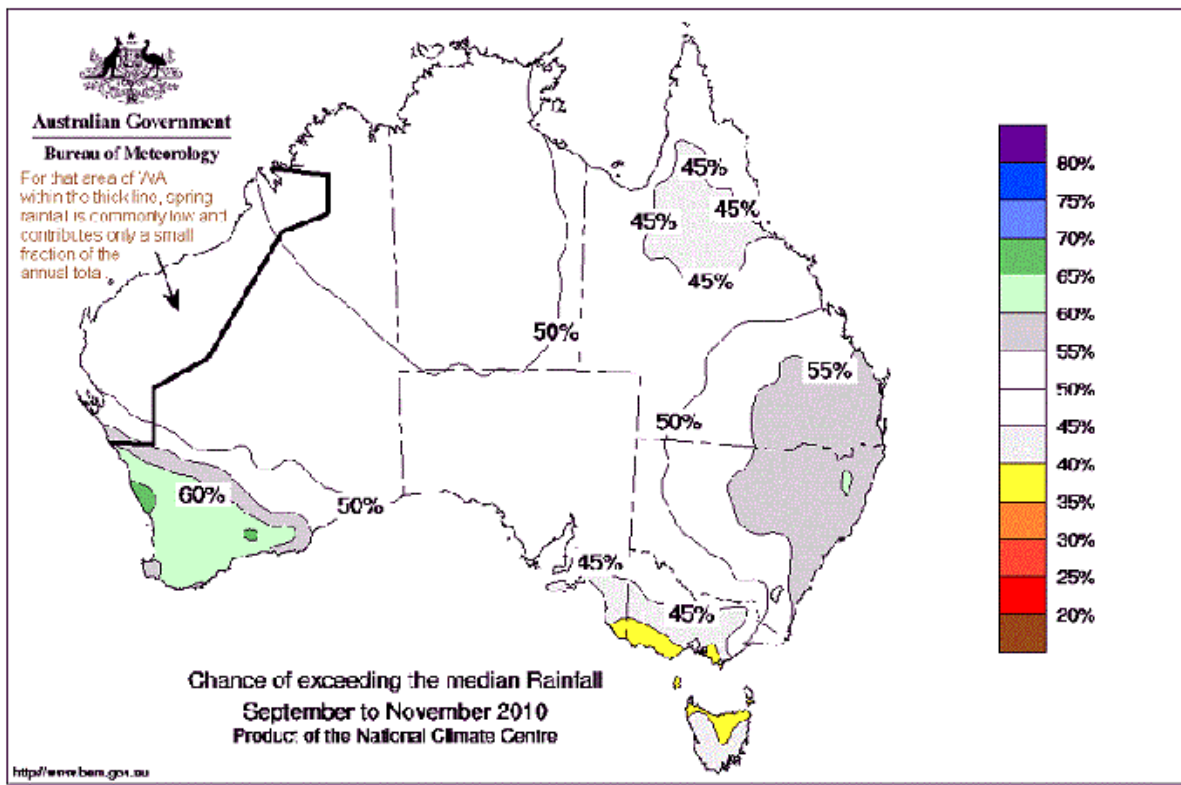 Australian Government
Bureau of Meteorology
For that area of WA
within the thick line, spring
rainfall is commonly low and
contributes only a small
fraction of the
annual total.
45%
45%
45%
45%
50%
55%
50%
60%
50%
45%
45%
80%
75%
70%
65%
60%
55%
50%
45%
40%
35%
30%
25%
20%
Chance of exceeding the median Rainfall
September to November 2010
Product of the National Climate Centre
http://www.bom.gov.au